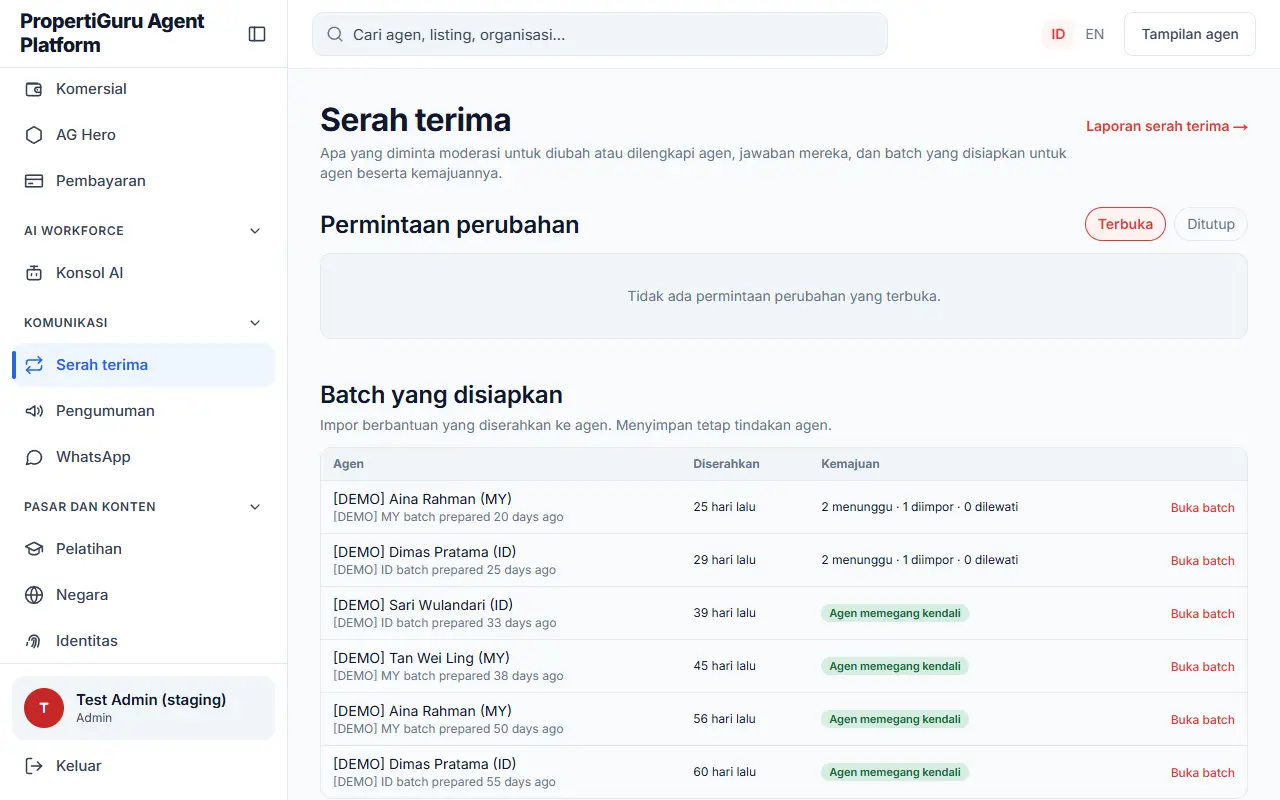 PropertiGuru Agent
Platform
Komersial
AG Hero
Pembayaran
AI WORKFORCE
Konsol AI
KOMUNIKASI
Serah terima
Pengumuman
WhatsApp
PASAR DAN KONTEN
Pelatihan
Negara
Identitas
T
Test Admin (staging)
Admin
Keluar
Cari agen, listing, organisasi...
ID
EN
Tampilan agen
Serah terima
Laporan serah terima →
Apa yang diminta moderasi untuk diubah atau dilengkapi agen, jawaban mereka, dan batch yang disiapkan untuk
agen beserta kemajuannya.
Permintaan perubahan
Terbuka
Ditutup
Tidak ada permintaan perubahan yang terbuka.
Batch yang disiapkan
Impor berbantuan yang diserahkan ke agen. Menyimpan tetap tindakan agen.
Agen Diserahkan Kemajuan
[DEMO] Aina Rahman (MY)
[DEMO] MY batch prepared 20 days ago
25 hari lalu
2 menunggu · 1 diimpor · 0 dilewati
Buka batch
[DEMO] Dimas Pratama (ID)
[DEMO] ID batch prepared 25 days ago
29 hari lalu
2 menunggu · 1 diimpor · 0 dilewati
Buka batch
[DEMO] Sari Wulandari (ID)
[DEMO] ID batch prepared 33 days ago
39 hari lalu
Agen memegang kendali
Buka batch
[DEMO] Tan Wei Ling (MY)
[DEMO] MY batch prepared 38 days ago
45 hari lalu
Agen memegang kendali
Buka batch
[DEMO] Aina Rahman (MY)
[DEMO] MY batch prepared 50 days ago
56 hari lalu
Agen memegang kendali
Buka batch
[DEMO] Dimas Pratama (ID)
[DEMO] ID batch prepared 55 days ago
60 hari lalu
Agen memegang kendali
Buka batch